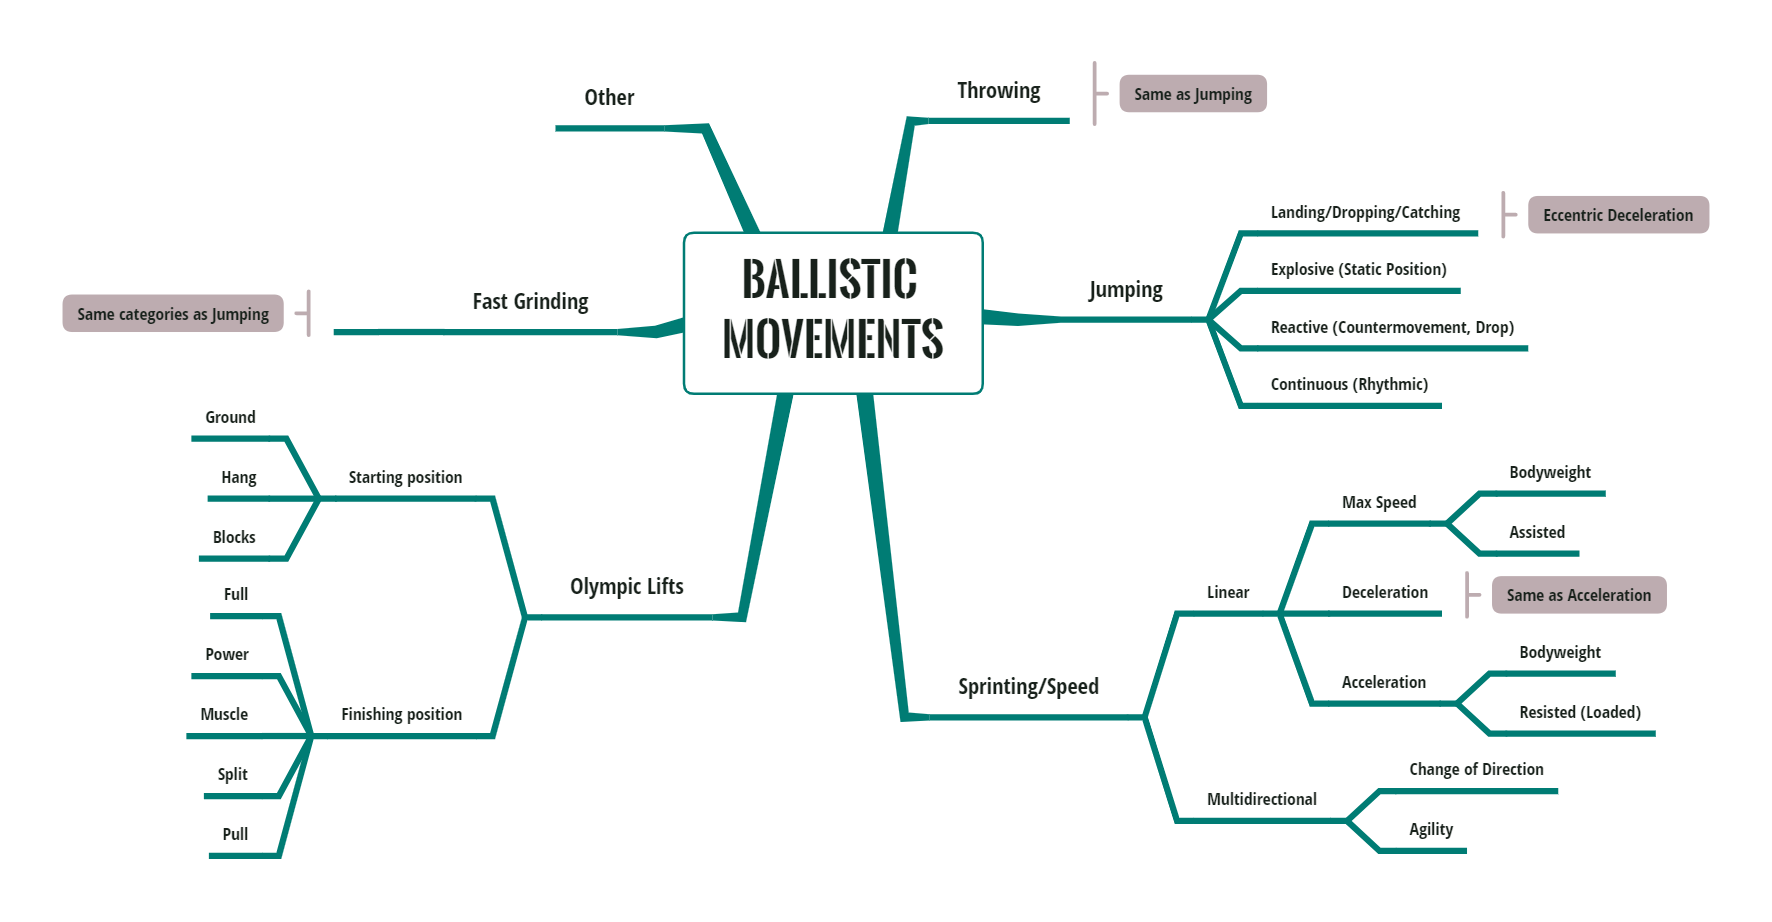 Other
Throwing
Same as Jumping
BALLISTIC
MOVEMENTS
Fast Grinding
Same categories as Jumping
Jumping
Landing/Dropping/Catching
Eccentric Deceleration
Explosive (Static Position)
Reactive (Countermovement, Drop)
Continuous (Rhythmic)
Olympic Lifts
Starting position
Ground
Hang
Blocks
Finishing position
Full
Power
Muscle
Split
Pull
Sprinting/Speed
Linear
Max Speed
Bodyweight
Assisted
Deceleration
Same as Acceleration
Acceleration
Bodyweight
Resisted (Loaded)
Multidirectional
Change of Direction
Agility